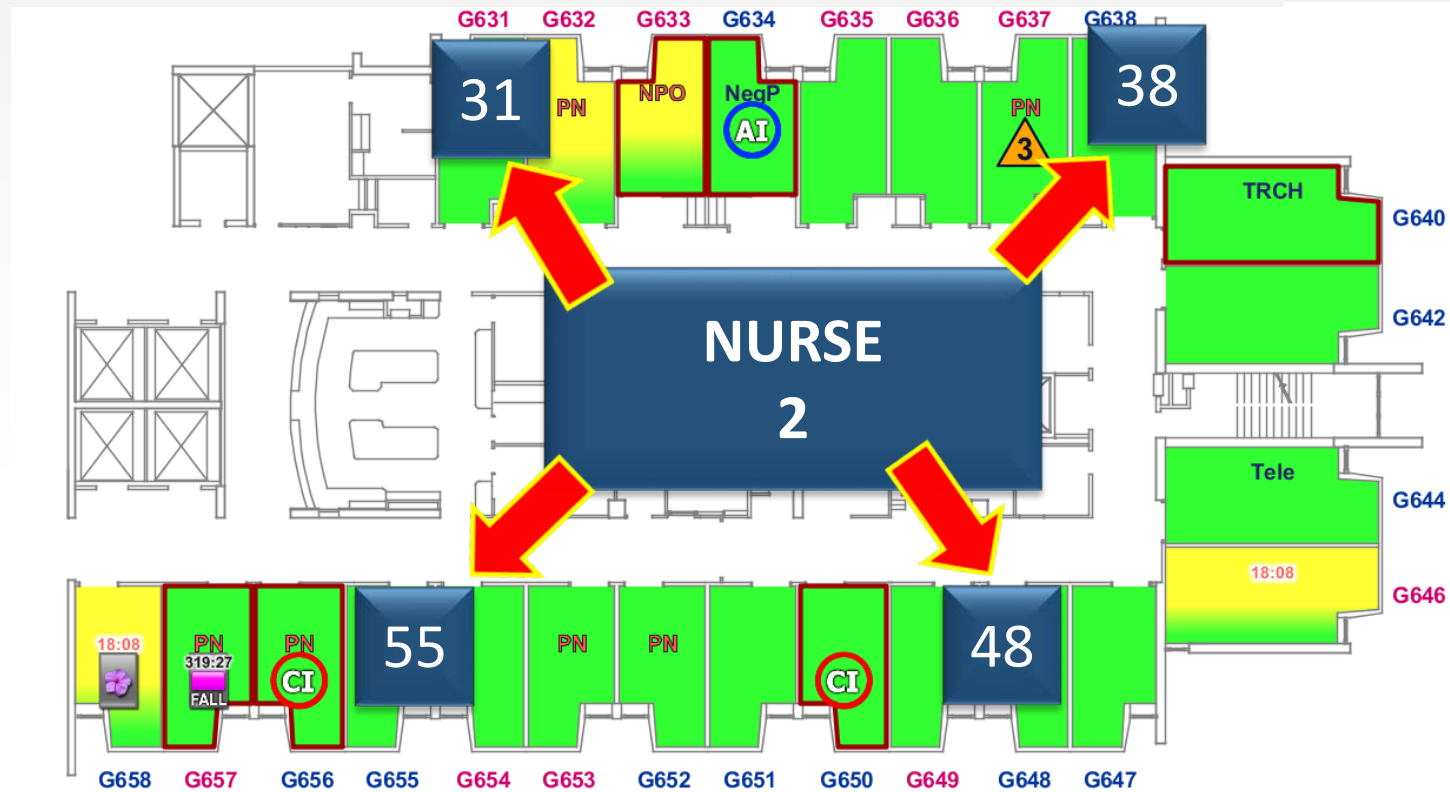 G631 G632 G633 G634 G635 G636 G637 G638
31 PN NPO NegP PN 38
AI 3
TRCH
G640
G642
NURSE
2
Tele
G644
18:08
G646
18:08 PN PN 55 PN PN 48
319:27
CI CI
FALL
G658 G657 G656 G655 G654 G653 G652 G651 G650 G649 G648 G647